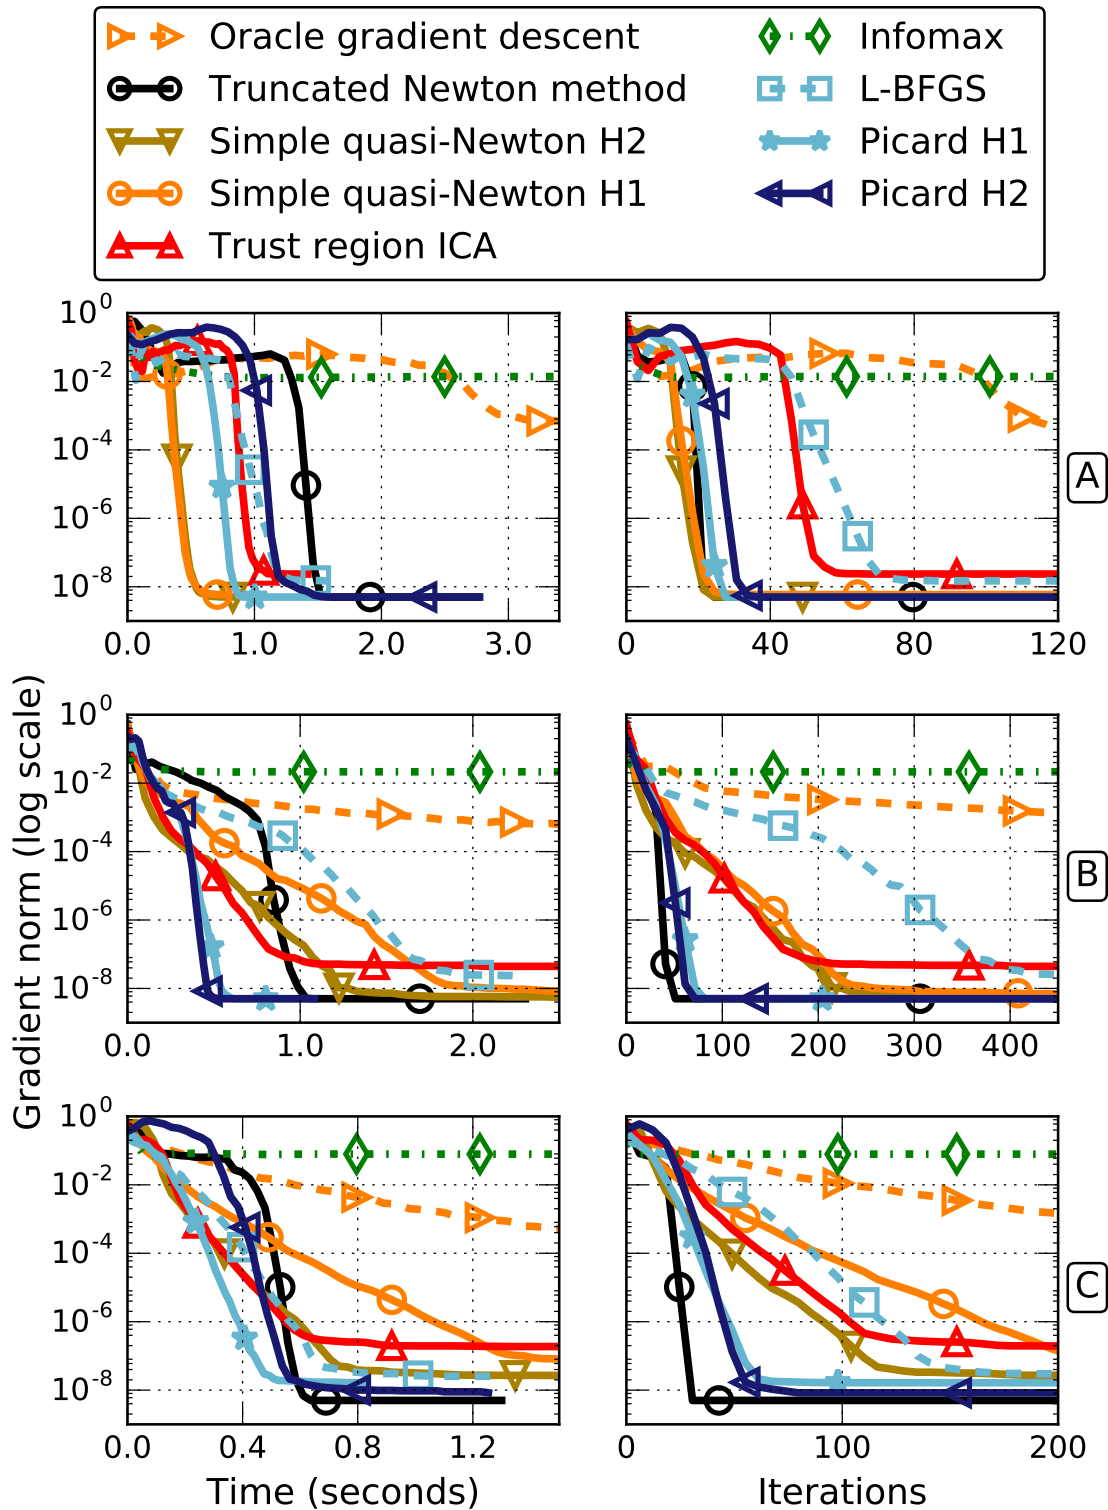 Oracle gradient descent
Truncated Newton method
Simple quasi-Newton H2
Simple quasi-Newton H1
Trust region ICA
Infomax
L-BFGS
Picard H1
Picard H2
Gradient norm (log scale)
10^0
10^-2
10^-4
10^-6
10^-8
0.0 1.0 2.0 3.0
0 40 80 120
A
10^0
10^-2
10^-4
10^-6
10^-8
0.0 1.0 2.0
0 100 200 300 400
B
10^0
10^-2
10^-4
10^-6
10^-8
0.0 0.4 0.8 1.2
0 100 200
C
Time (seconds)
Iterations